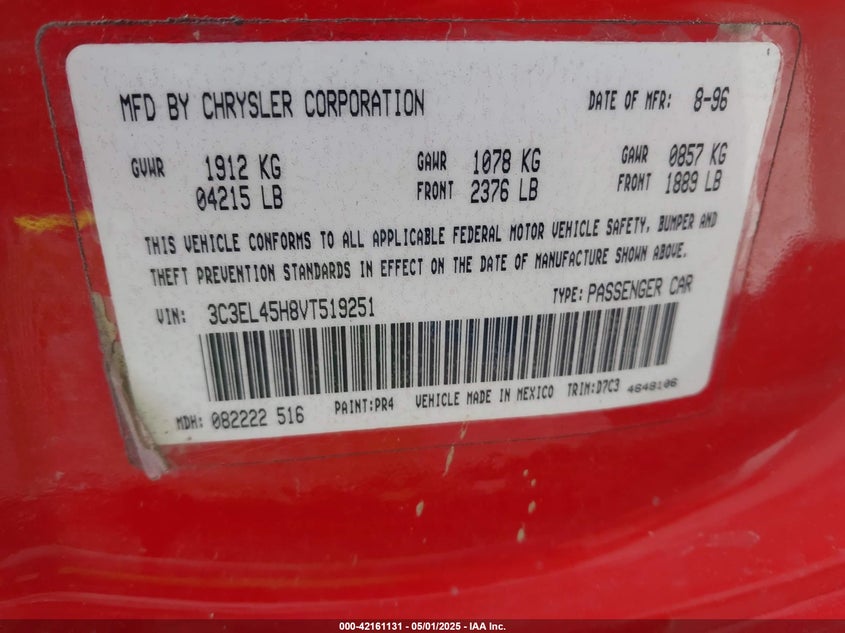 MFD BY CHRYSLER CORPORATION DATE OF MFR: 8-96
GVWR 1912 KG GAWR 1078 KG GAWR 0857 KG
04215 LB FRONT 2376 LB FRONT 1889 LB
THIS VEHICLE CONFORMS TO ALL APPLICABLE FEDERAL MOTOR VEHICLE SAFETY, BUMPER AND
THEFT PREVENTION STANDARDS IN EFFECT ON THE DATE OF MANUFACTURE SHOWN ABOVE.
VIN: 3C3EL45H8VT519251 TYPE: PASSENGER CAR
MDH: 082222 516 PAINT:PR4 VEHICLE MADE IN MEXICO TRIM:D7C3 4648106
000-42161131 - 05/01/2025 - IAA Inc.